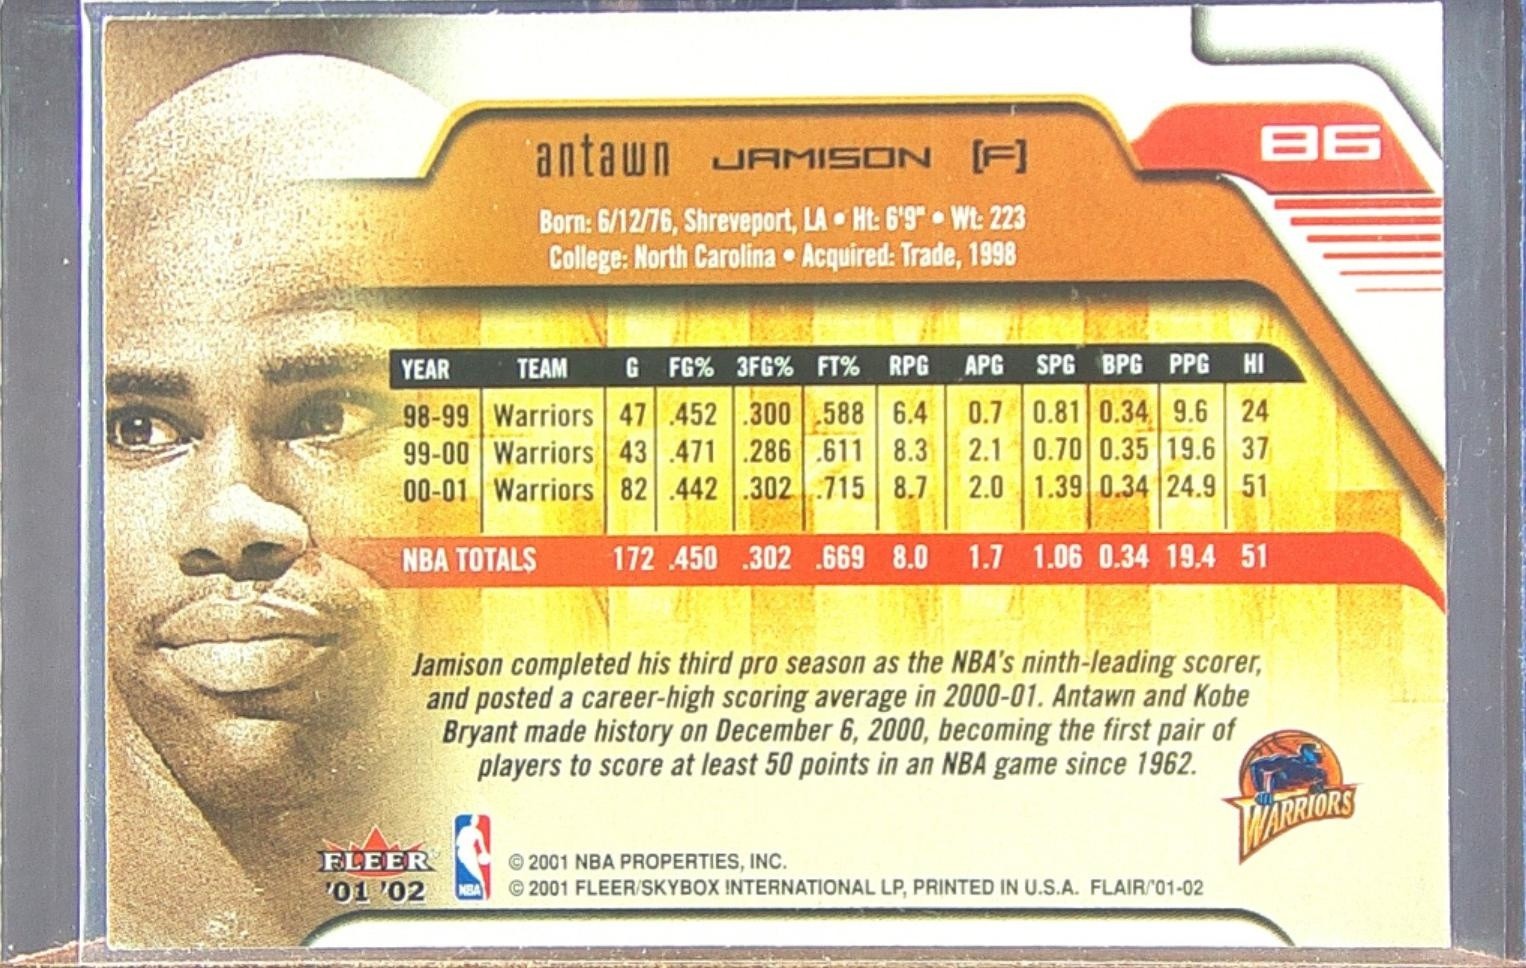 antawn JAMISON [F]
86
Born: 6/12/76, Shreveport, LA • Ht: 6'9" • Wt: 223
College: North Carolina • Acquired: Trade, 1998
YEAR TEAM G FG% 3FG% FT% RPG APG SPG BPG PPG HI
98-99 Warriors 47 .452 .300 .588 6.4 0.7 0.81 0.34 9.6 24
99-00 Warriors 43 .471 .286 .611 8.3 2.1 0.70 0.35 19.6 37
00-01 Warriors 82 .442 .302 .715 8.7 2.0 1.39 0.34 24.9 51
NBA TOTALS 172 .450 .302 .669 8.0 1.7 1.06 0.34 19.4 51
Jamison completed his third pro season as the NBA's ninth-leading scorer,
and posted a career-high scoring average in 2000-01. Antawn and Kobe
Bryant made history on December 6, 2000, becoming the first pair of
players to score at least 50 points in an NBA game since 1962.
WARRIORS
FLEER
'01 '02
NBA
© 2001 NBA PROPERTIES, INC.
© 2001 FLEER/SKYBOX INTERNATIONAL LP, PRINTED IN U.S.A. FLAIR/'01-02